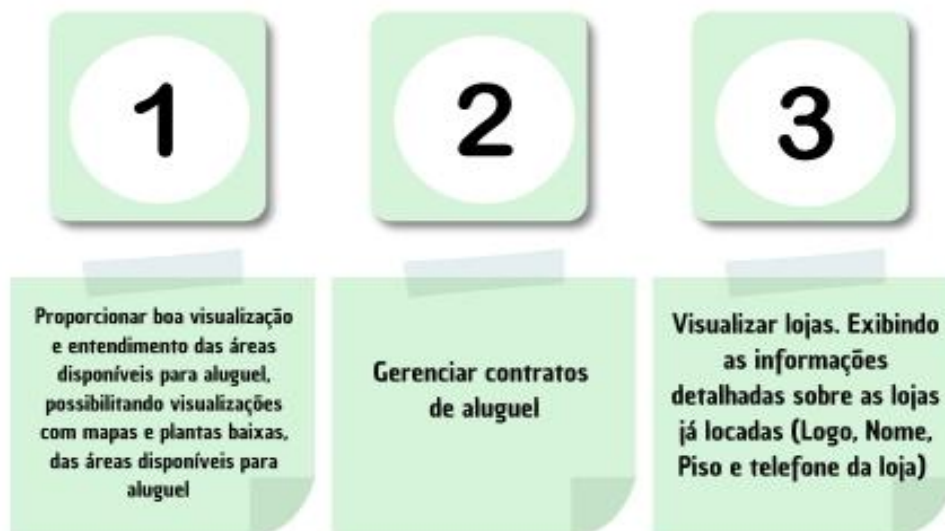 1
2
3
Proporcionar boa visualização
e entendimento das áreas
disponíveis para aluguel,
possibilitando visualizações
com mapas e plantas baixas,
das áreas disponíveis para
aluguel
Gerenciar contratos
de aluguel
Visualizar lojas. Exibindo
as informações
detalhadas sobre as lojas
já locadas (Logo, Nome,
Piso e telefone da loja)